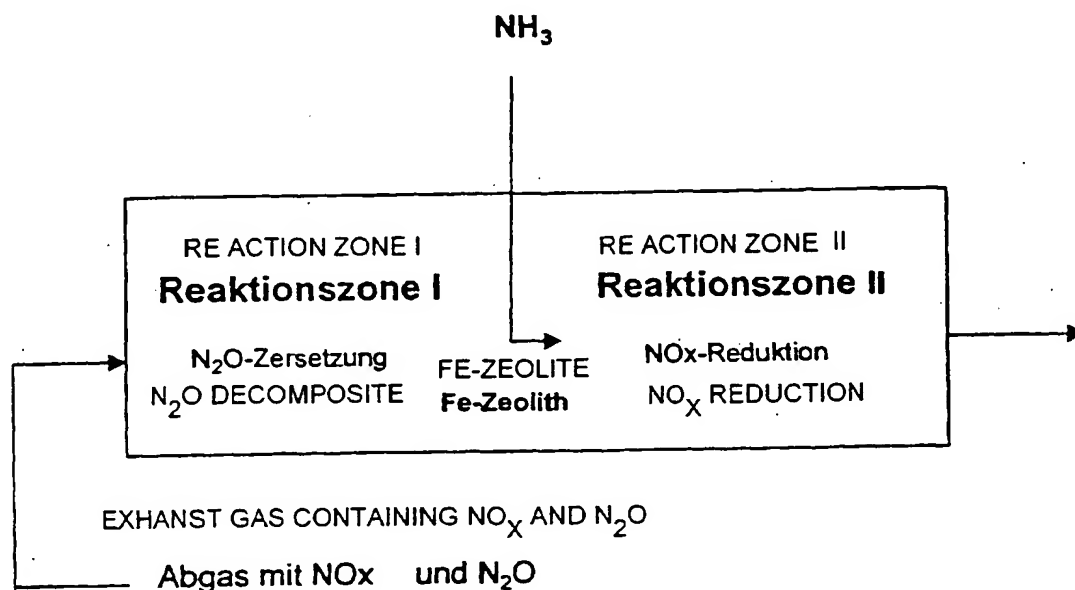 NH₃
RE ACTION ZONE I
Reaktionszone I
RE ACTION ZONE II
Reaktionszone II
N₂O-Zersetzung
N₂O DECOMPOSITE
FE-ZEOLITE
Fe-Zeolith
NOx-Reduktion
NOX REDUCTION
EXHANST GAS CONTAINING NOX AND N₂O
Abgas mit NOx und N₂O